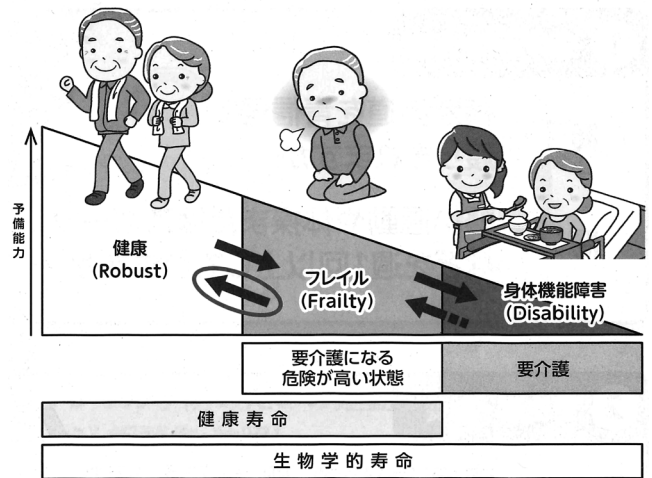 予備能力
健康
(Robust)
フレイル
(Frailty)
身体機能障害
(Disability)
要介護になる
危険が高い状態
要介護
健康寿命
生物学的寿命